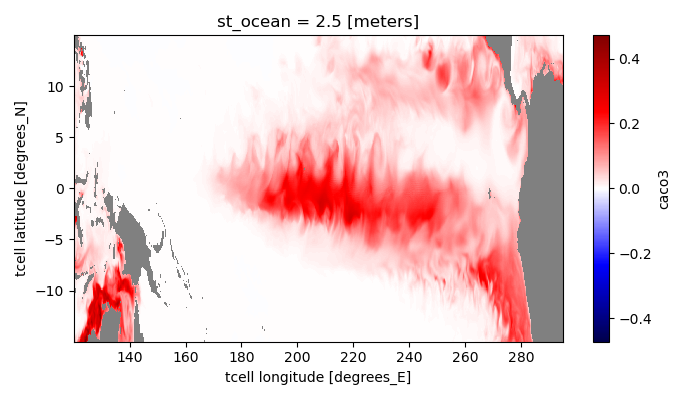 st_ocean = 2.5 [meters]
10
5
0
−5
−10
tcell latitude [degrees_N]
140 160 180 200 220 240 260 280
tcell longitude [degrees_E]
0.4
0.2
0.0
−0.2
−0.4
caco3